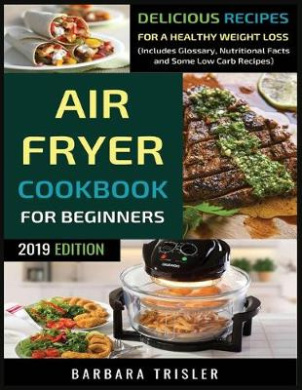 DELICIOUS RECIPES
FOR A HEALTHY WEIGHT LOSS
(Includes Glossary, Nutritional Facts
and Some Low Carb Recipes)
AIR
FRYER
COOKBOOK
FOR BEGINNERS
2019 EDITION
BARBARA TRISLER